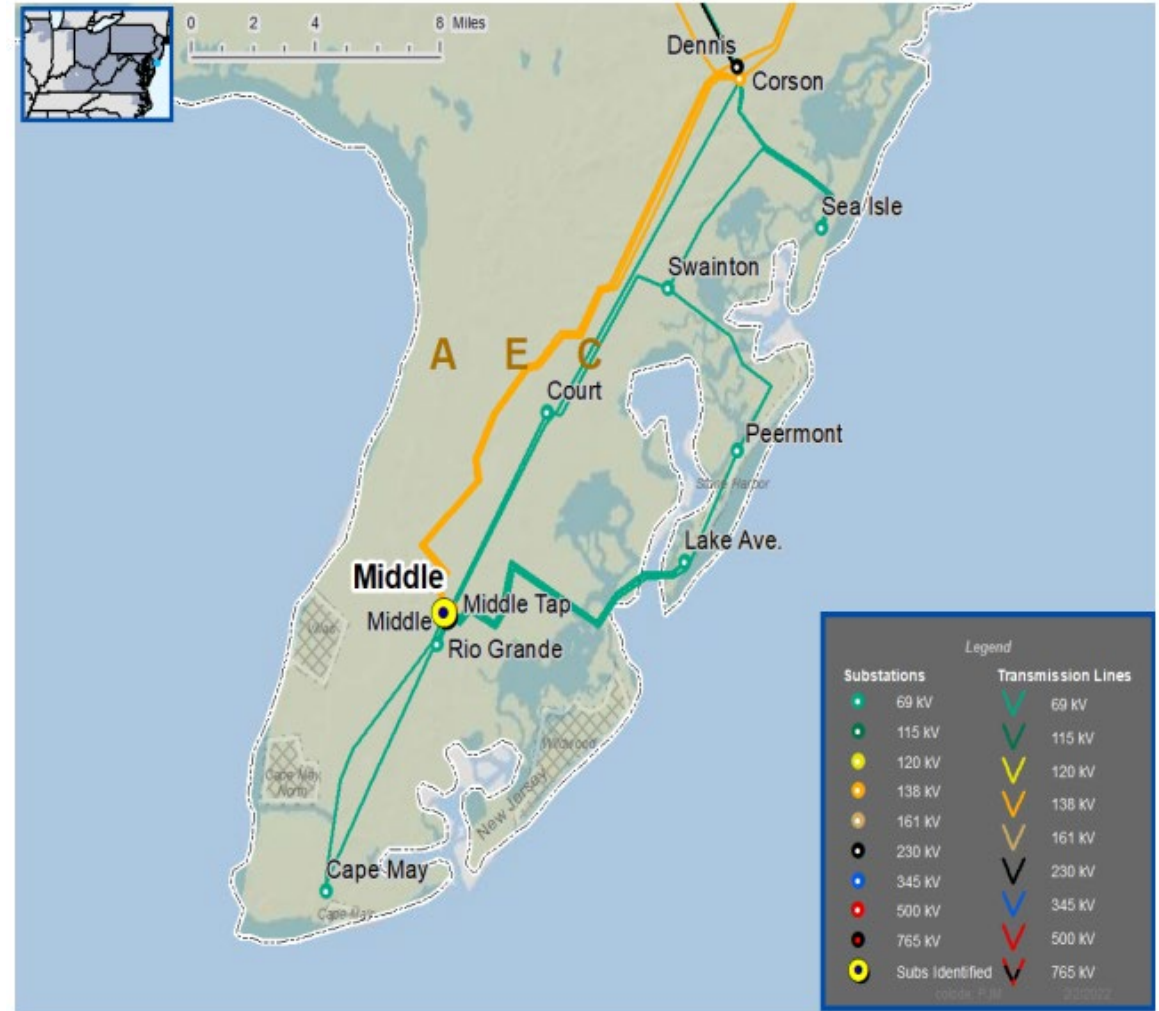 0 2 4 8 Miles
Dennis
Corson
Sea Isle
Swainton
A E C
Court
Peermont
Stone Harbor
Lake Ave.
Middle
Middle Tap
Middle
Rio Grande
Wildwood
Cape May
North
New Jersey
Cape May
Cape May
Legend
Substations Transmission Lines
69 kV 69 kV
115 kV 115 kV
120 kV 120 kV
138 kV 138 kV
161 kV 161 kV
230 kV 230 kV
345 kV 345 kV
500 kV 500 kV
765 kV 765 kV
Subs Identified
2/2/2022